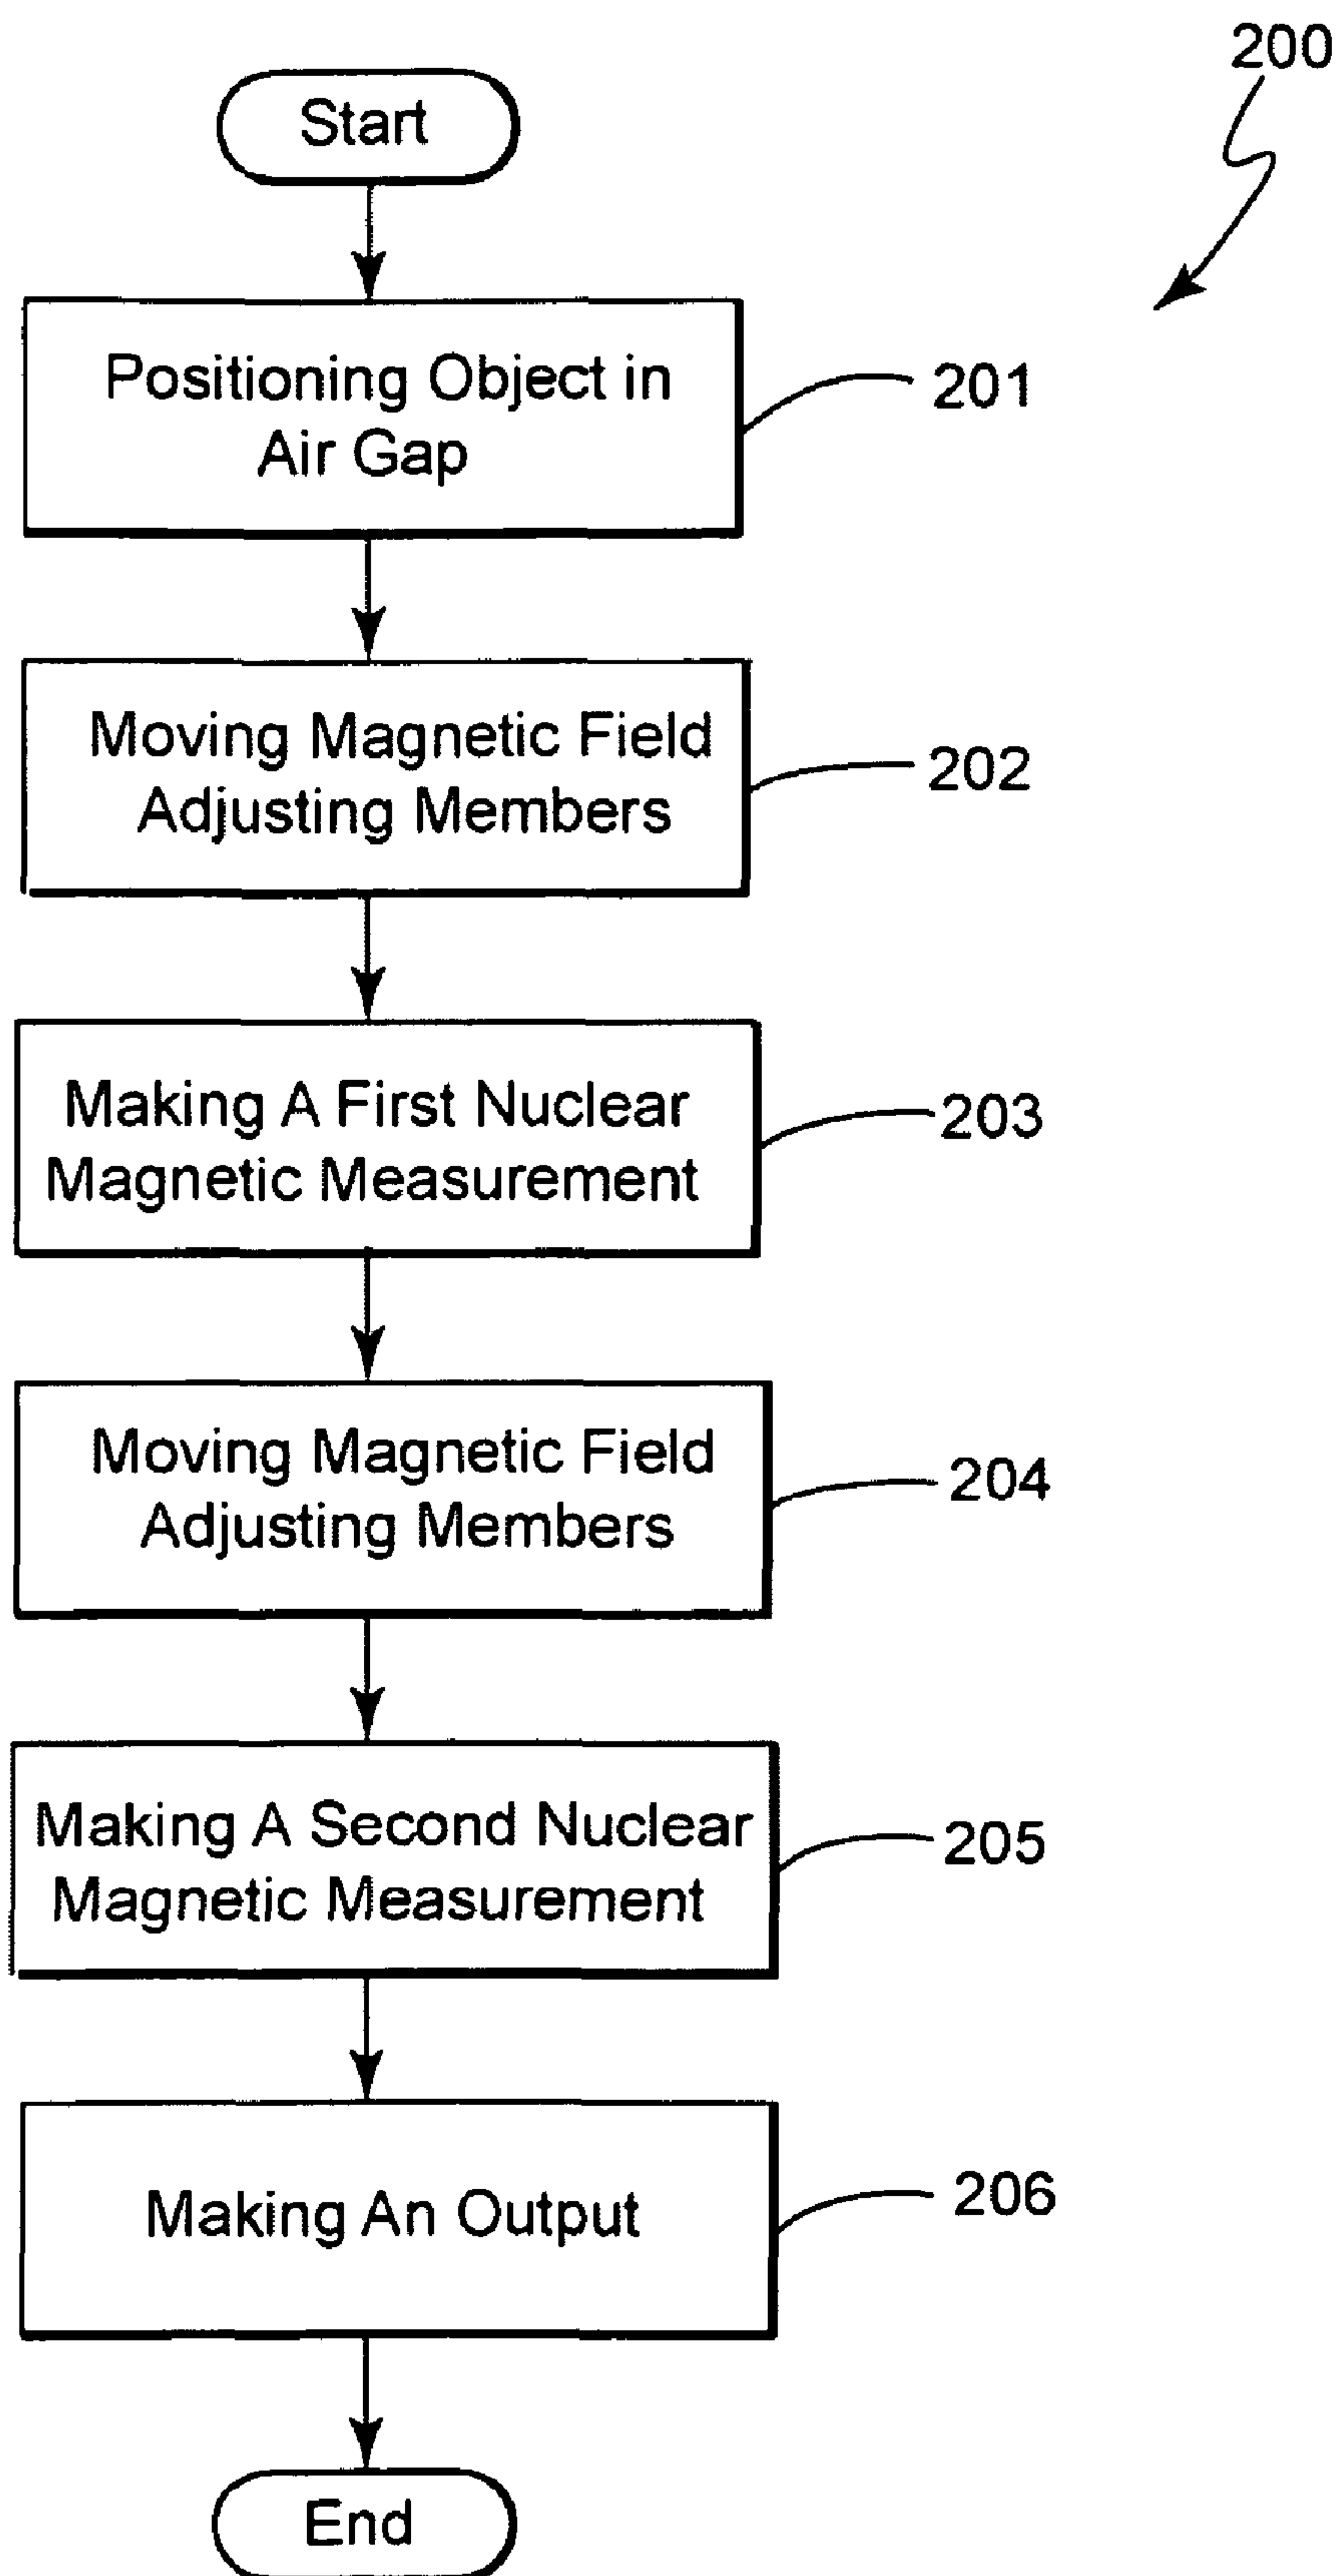 200
Start
Positioning Object in
Air Gap
201
Moving Magnetic Field
Adjusting Members
202
Making A First Nuclear
Magnetic Measurement
203
Moving Magnetic Field
Adjusting Members
204
Making A Second Nuclear
Magnetic Measurement
205
Making An Output
206
End